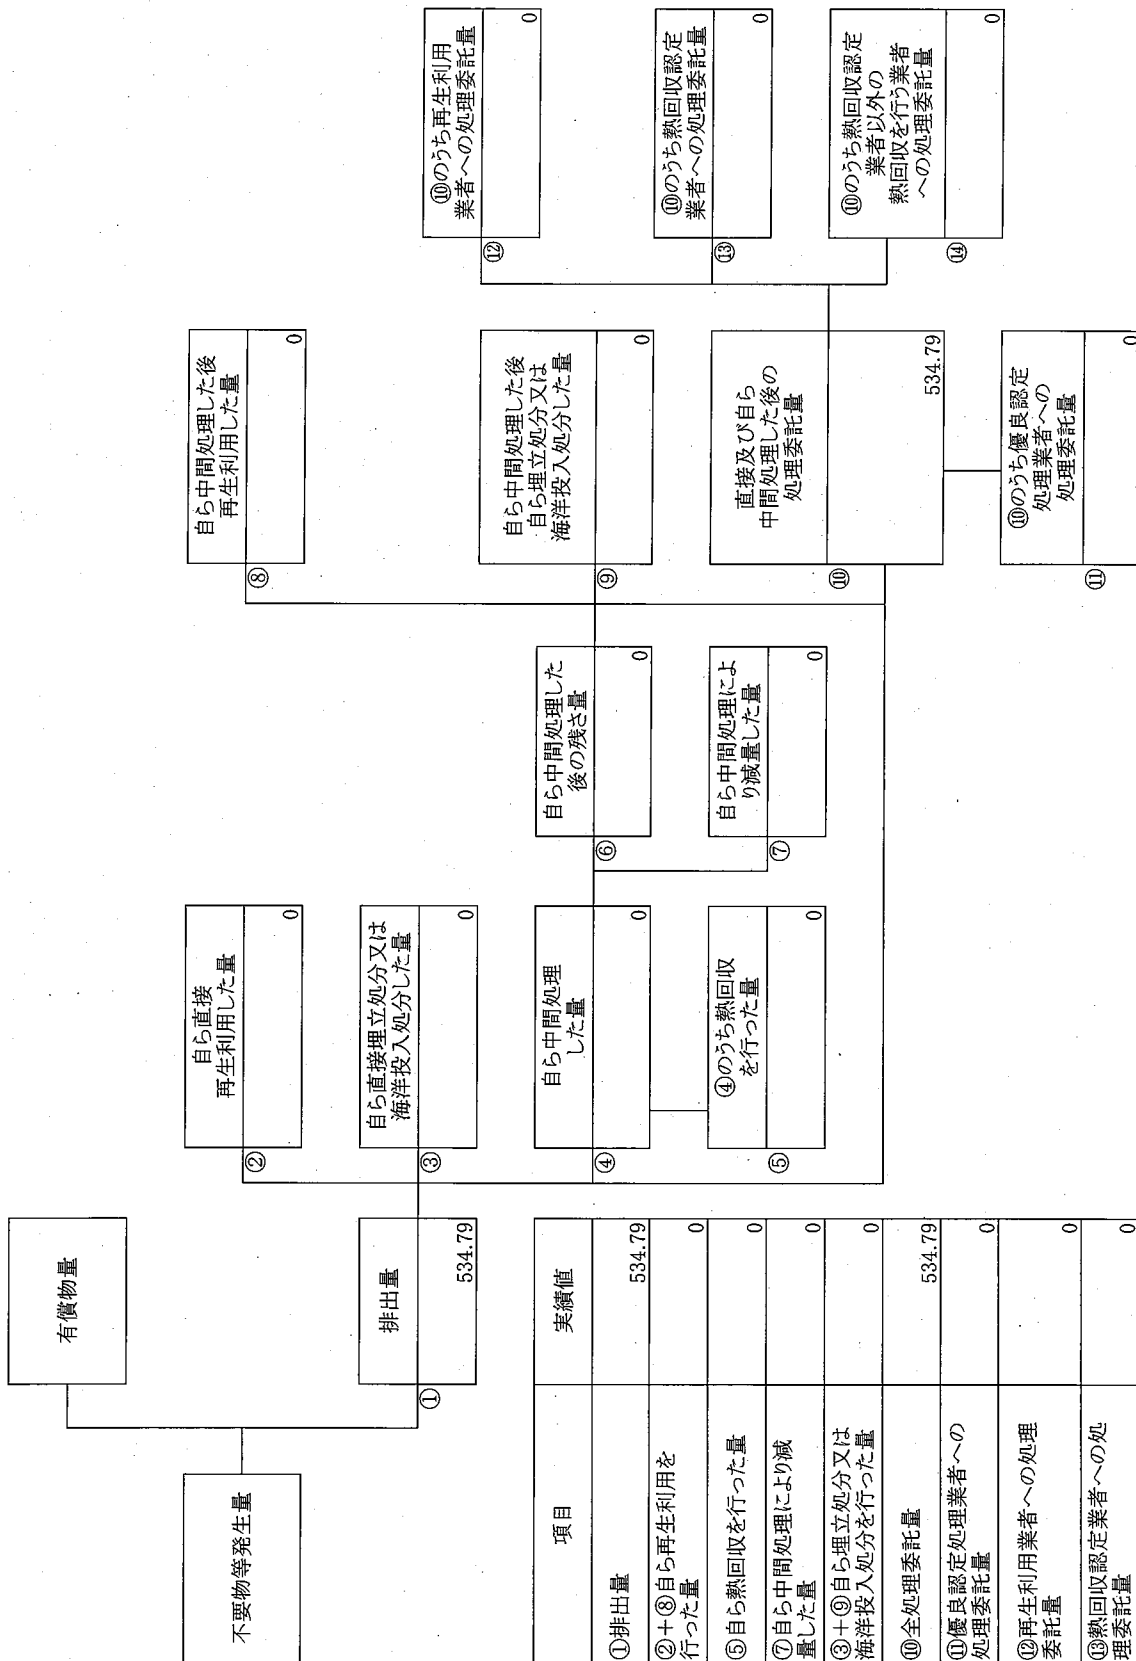 不要物等発生量
有償物量
①
排出量
534.79
②
自ら直接
再生利用した量
0
③
自ら直接埋立処分又は
海洋投入処分した量
0
④
自ら中間処理
した量
0
⑤
④のうち熱回収
を行った量
0
⑥
自ら中間処理した
後の残さ量
0
⑦
自ら中間処理によ
り減量した量
0
⑧
自ら中間処理した後
再生利用した量
0
⑨
自ら中間処理した後
自ら埋立処分又は
海洋投入処分した量
0
⑩
直接及び自ら
中間処理した後の
処理委託量
534.79
⑪
⑩のうち優良認定
処理業者への
処理委託量
0
⑫
⑩のうち再生利用
業者への処理委託量
0
⑬
⑩のうち熱回収認定
業者への処理委託量
0
⑭
⑩のうち熱回収認定
業者以外の
熱回収を行う業者
への処理委託量
0
項目 実績値
①排出量 534.79
②+⑧自ら再生利用を
行った量 0
⑤自ら熱回収を行った量 0
⑦自ら中間処理により減
量した量 0
③+⑨自ら埋立処分又は
海洋投入処分を行った量 0
⑩全処理委託量 534.79
⑪優良認定処理業者への
処理委託量 0
⑫再生利用業者への処理
委託量 0
⑬熱回収認定業者への処
理委託量 0